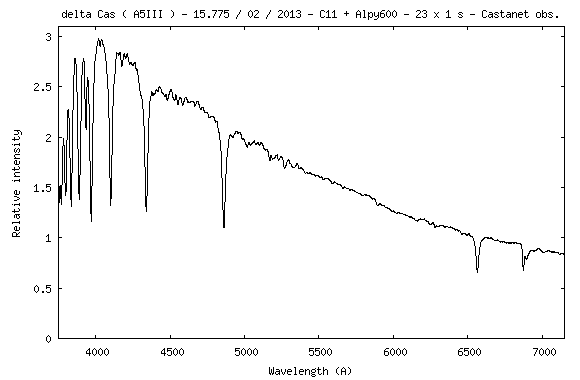 delta Cas ( A5III ) - 15.775 / 02 / 2013 - C11 + Alpy600 - 23 x 1 s - Castanet obs.
3
2.5
2
1.5
1
0.5
0
Relative intensity
4000 4500 5000 5500 6000 6500 7000
Wavelength (A)